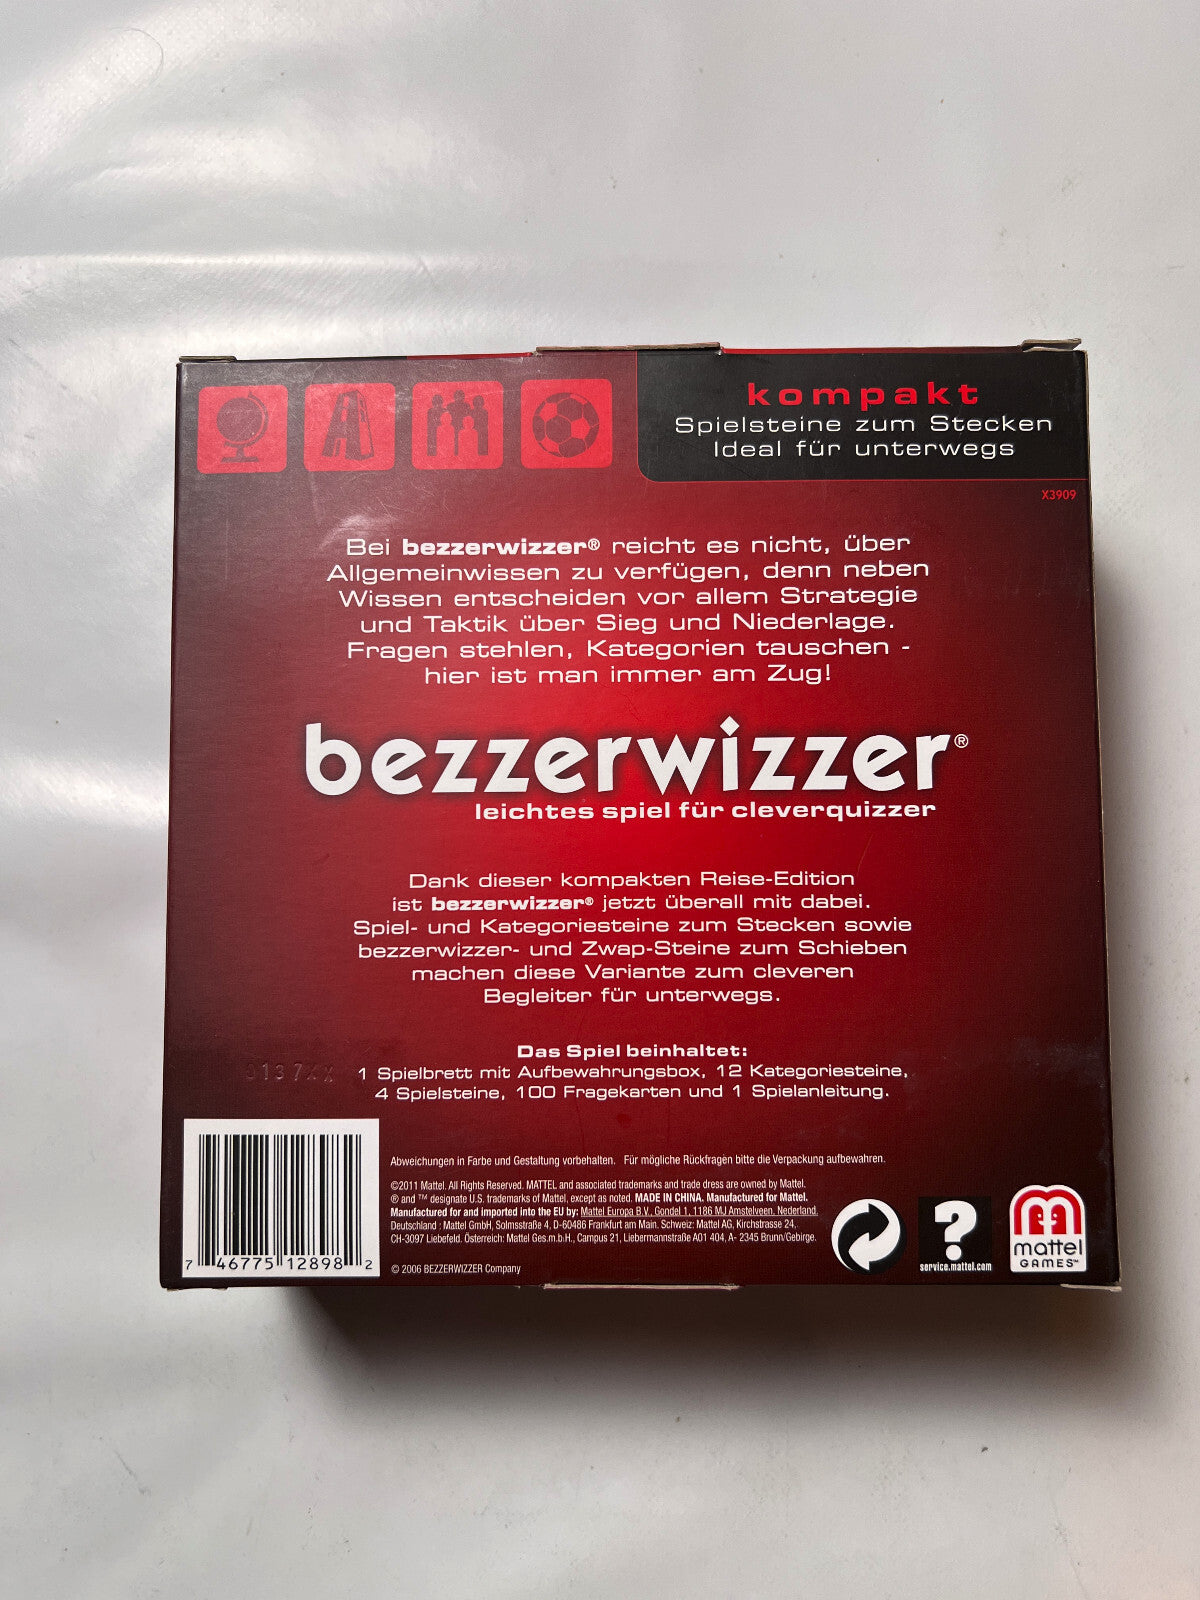 kompakt
Spielsteine zum Stecken
Ideal für unterwegs
X3909
Bei bezzerwizzer® reicht es nicht, über
Allgemeinwissen zu verfügen, denn neben
Wissen entscheiden vor allem Strategie
und Taktik über Sieg und Niederlage.
Fragen stehlen, Kategorien tauschen -
hier ist man immer am Zug!
bezzerwizzer®
leichtes spiel für cleverquizzer
Dank dieser kompakten Reise-Edition
ist bezzerwizzer® jetzt überall mit dabei.
Spiel- und Kategoriesteine zum Stecken sowie
bezzerwizzer- und Zwap-Steine zum Schieben
machen diese Variante zum cleveren
Begleiter für unterwegs.
Das Spiel beinhaltet:
1 Spielbrett mit Aufbewahrungsbox, 12 Kategoriesteine,
4 Spielsteine, 100 Fragekarten und 1 Spielanleitung.
Abweichungen in Farbe und Gestaltung vorbehalten. Für mögliche Rückfragen bitte die Verpackung aufbewahren.
©2011 Mattel. All Rights Reserved. MATTEL and associated trademarks and trade dress are owned by Mattel.
® and ™ designate U.S. trademarks of Mattel, except as noted. MADE IN CHINA. Manufactured for Mattel.
Manufactured for and imported into the EU by: Mattel Europa B.V., Gondel 1, 1186 MJ Amstelveen, Nederland.
Deutschland : Mattel GmbH, Solmsstraße 4, D-60486 Frankfurt am Main. Schweiz: Mattel AG, Kirchstrasse 24,
CH-3097 Liebefeld. Österreich: Mattel Ges.m.b.H., Campus 21, Liebermannstraße A01 404, A- 2345 Brunn/Gebirge.
© 2006 BEZZERWIZZER Company
7 46775 12898 2
?
service.mattel.com
m
mattel
GAMES™